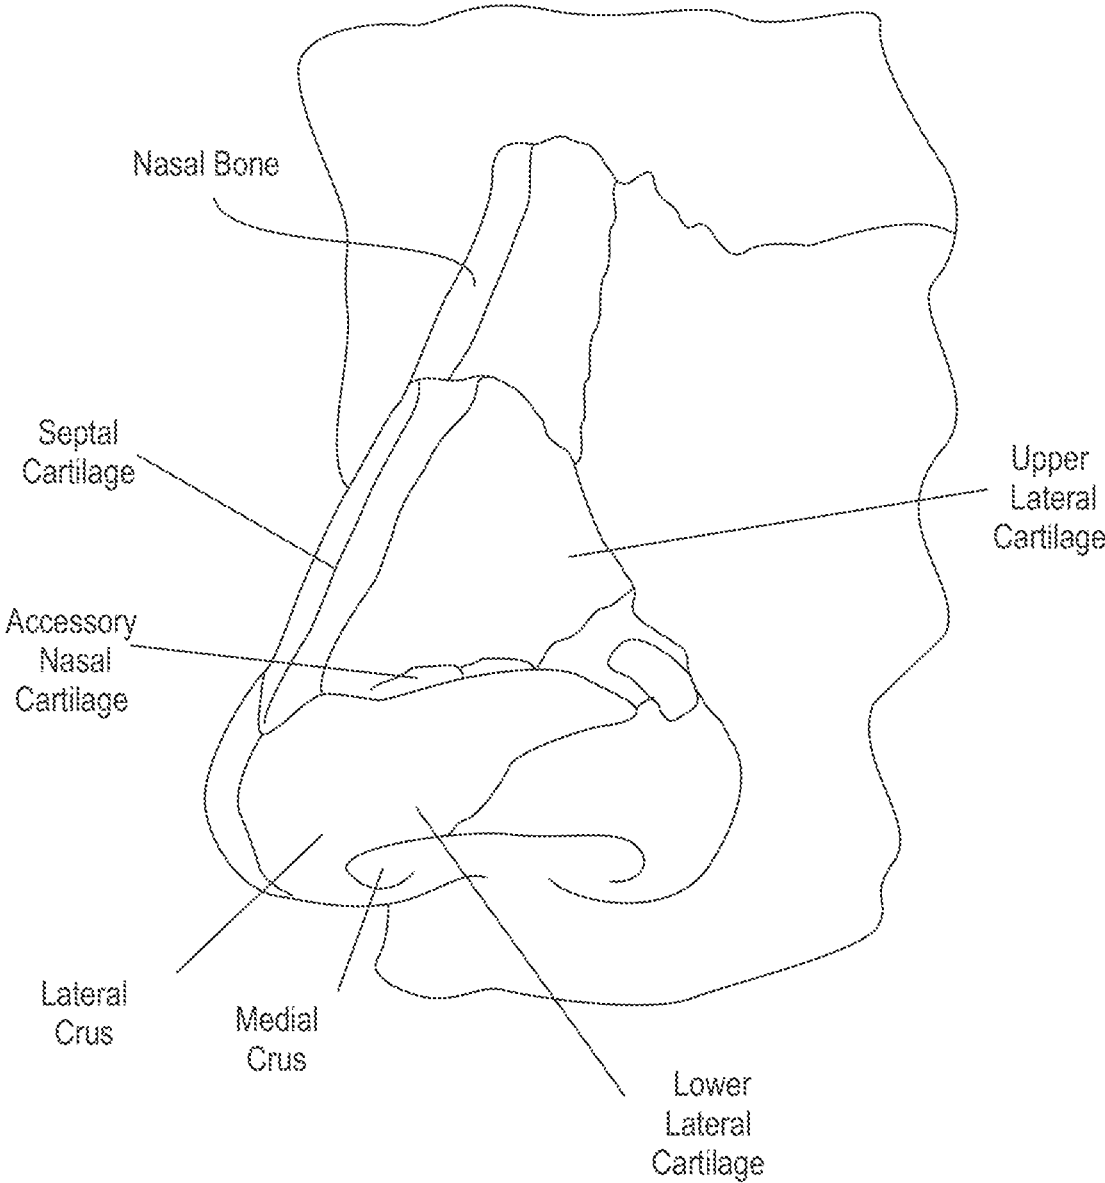 Nasal Bone
Septal
Cartilage
Upper
Lateral
Cartilage
Accessory
Nasal
Cartilage
Lateral
Crus
Medial
Crus
Lower
Lateral
Cartilage